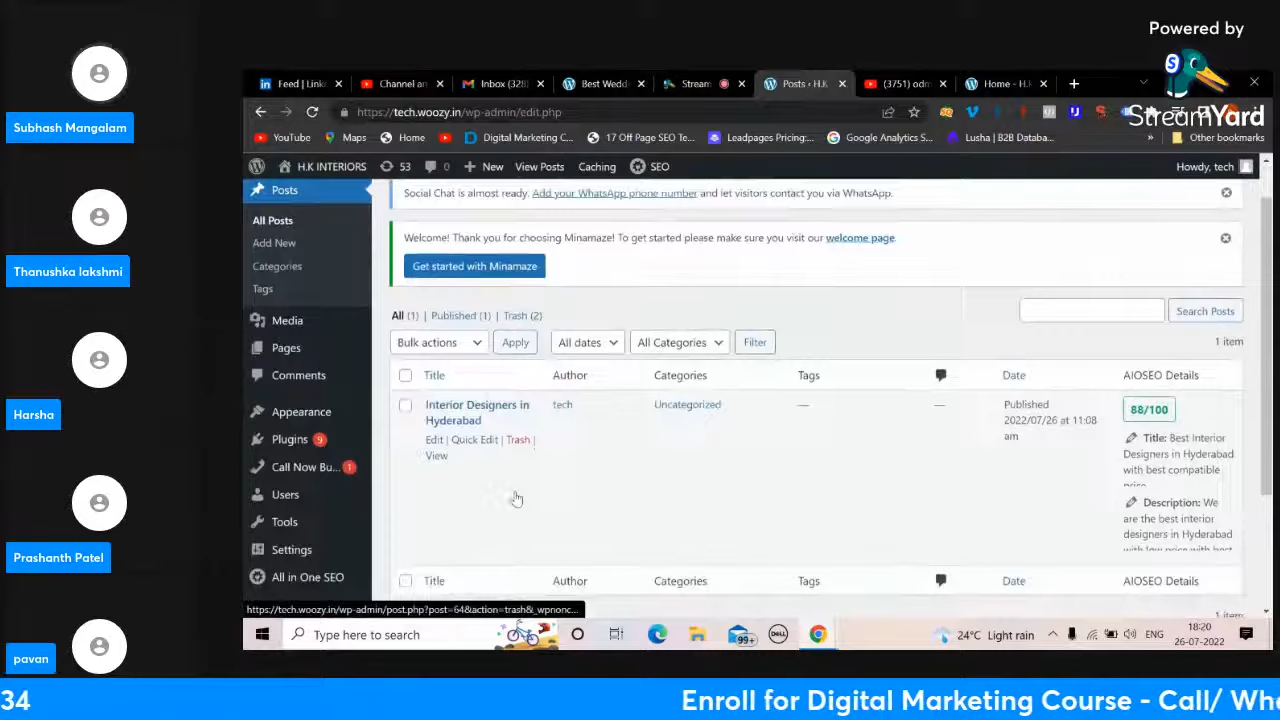 Powered by
StreamYard
Subhash Mangalam
Thanushka lakshmi
Harsha
Prashanth Patel
pavan
Feed | Link
Channel an
Inbox (328)
Best Wedd
Stream
Posts ‹ H.K
(3751) odm
Home - H.K
https://tech.woozy.in/wp-admin/edit.php
YouTube
Maps
Home
Digital Marketing C...
17 Off Page SEO Te...
Leadpages Pricing:...
Google Analytics S...
Lusha | B2B Databa...
»
Other bookmarks
H.K INTERIORS
53
0
New
View Posts
Caching
SEO
Howdy, tech
Posts
All Posts
Add New
Categories
Tags
Media
Pages
Comments
Appearance
Plugins 9
Call Now Bu... 1
Users
Tools
Settings
All in One SEO
Social Chat is almost ready. Add your WhatsApp phone number and let visitors contact you via WhatsApp.
Welcome! Thank you for choosing Minamaze! To get started please make sure you visit our welcome page.
Get started with Minamaze
All (1) | Published (1) | Trash (2)
Search Posts
Bulk actions
Apply
All dates
All Categories
Filter
1 item
Title
Author
Categories
Tags
Date
AIOSEO Details
Interior Designers in
Hyderabad
Edit | Quick Edit | Trash |
View
tech
Uncategorized
—
—
Published
2022/07/26 at 11:08
am
88/100
Title: Best Interior
Designers in Hyderabad
with best compatible
price
Description: We
are the best interior
designers in Hyderabad
with low price with best
Title
Author
Categories
Tags
Date
AIOSEO Details
1 item
https://tech.woozy.in/wp-admin/post.php?post=64&action=trash&_wpnonc...
Type here to search
99+
DELL
24°C Light rain
ENG
18:20
26-07-2022
34
Enroll for Digital Marketing Course - Call/ Wh